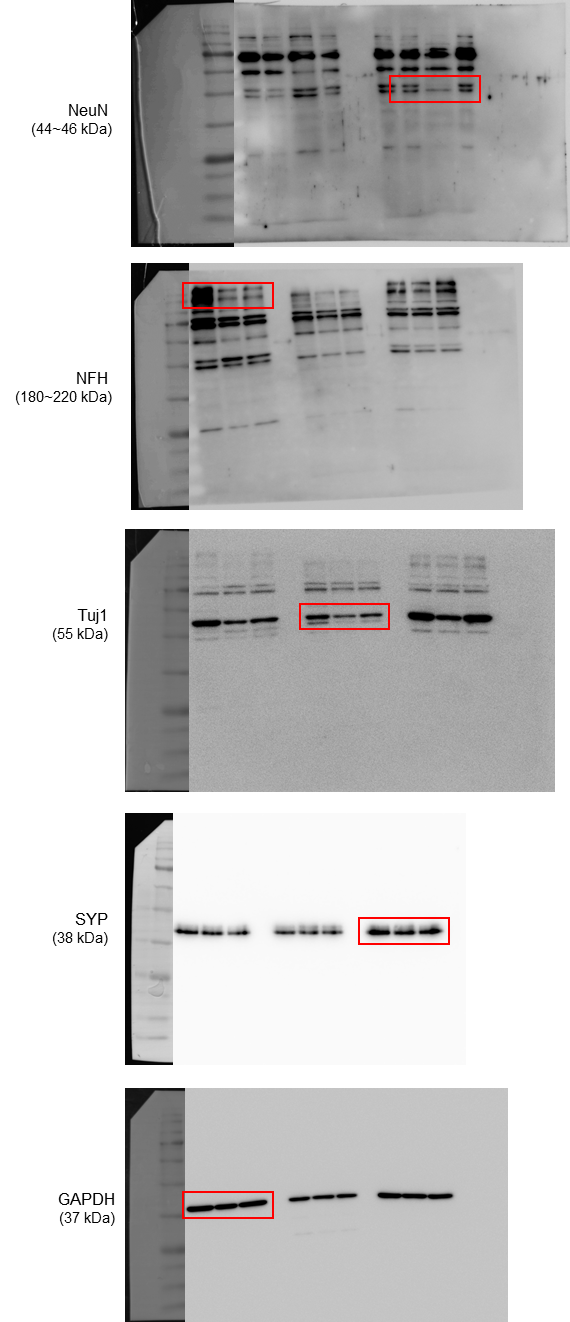 NeuN
(44~46 kDa)
NFH
(180~220 kDa)
Tuj1
(55 kDa)
SYP
(38 kDa)
GAPDH
(37 kDa)